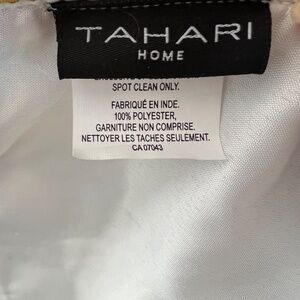 TAHARI
HOME
SPOT CLEAN ONLY.
FABRIQUÉ EN INDE.
100% POLYESTER,
GARNITURE NON COMPRISE.
NETTOYER LES TACHES SEULEMENT.
CA 07043